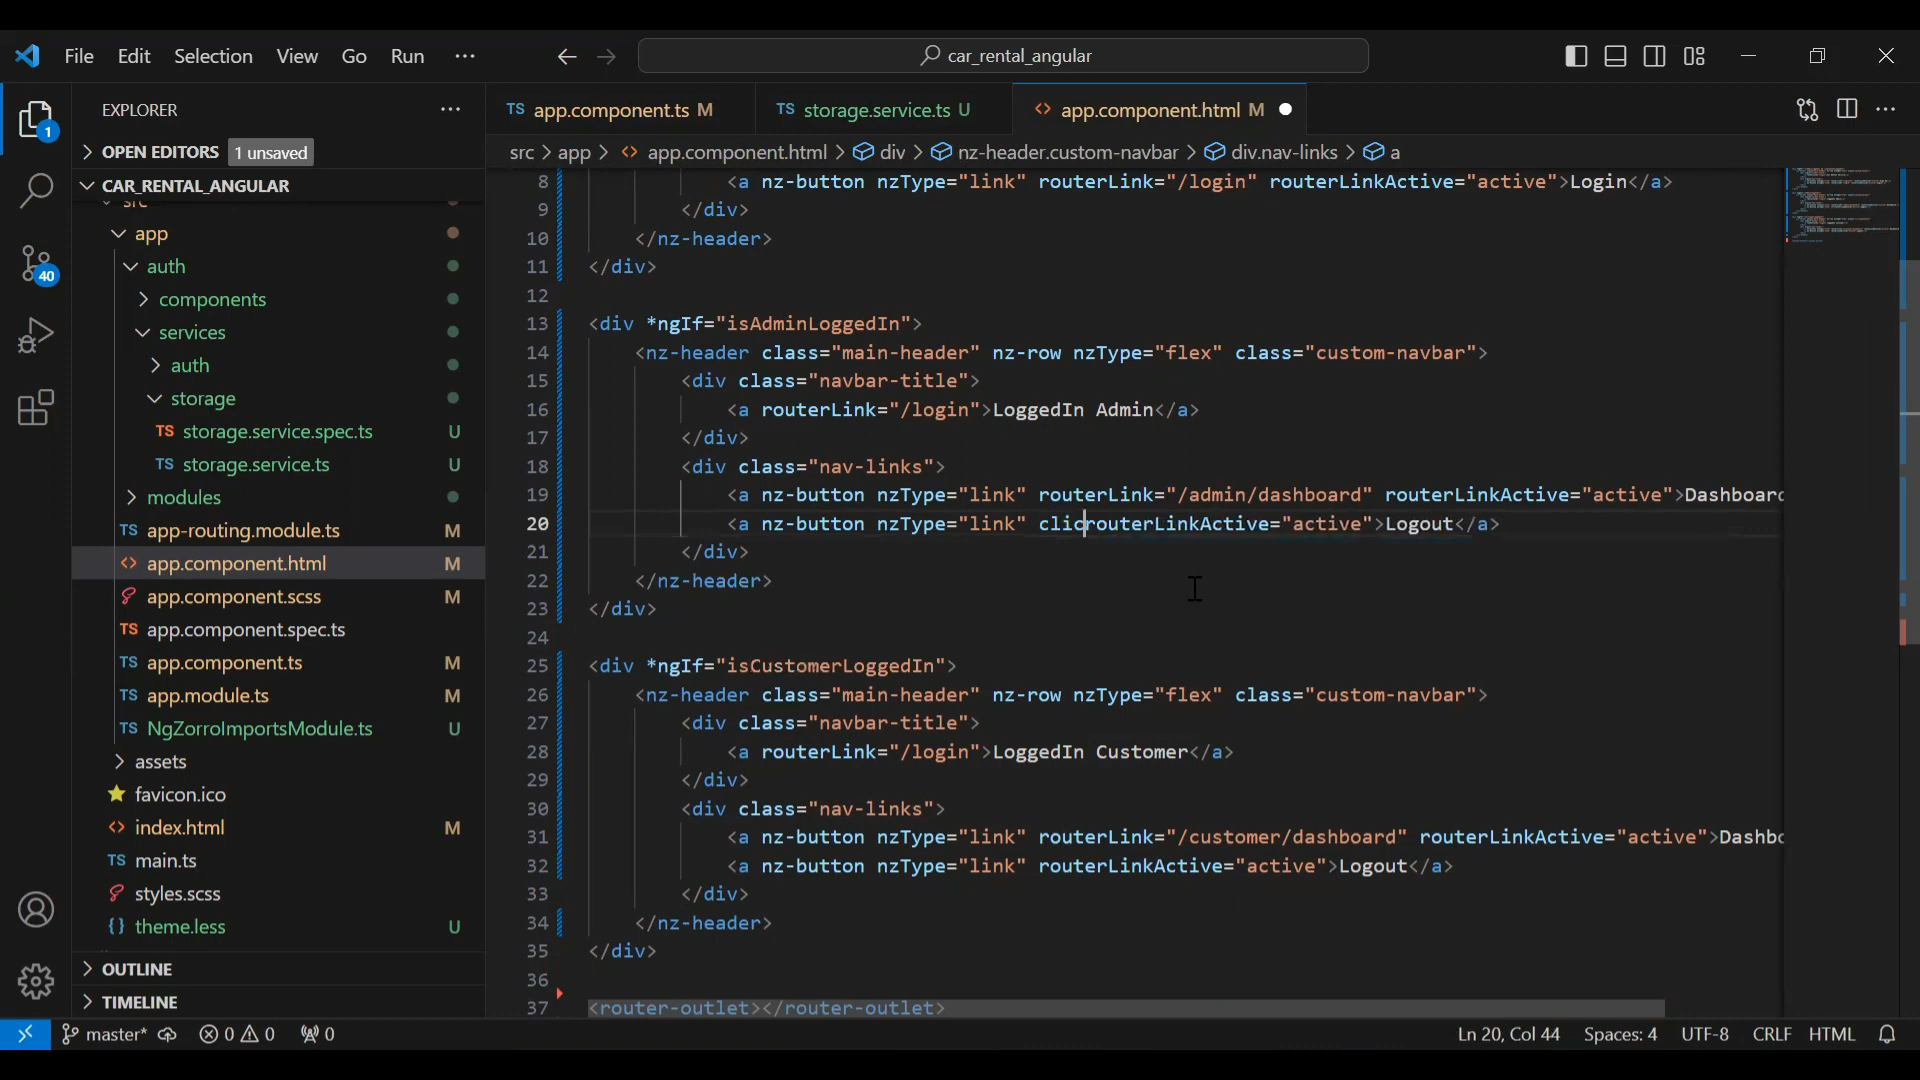 File Edit Selection View Go Run ··· car_rental_angular
EXPLORER ···
OPEN EDITORS 1 unsaved
CAR_RENTAL_ANGULAR
src
app
auth
components
services
auth
storage
TS storage.service.spec.ts U
TS storage.service.ts U
modules
TS app-routing.module.ts M
<> app.component.html M
app.component.scss M
TS app.component.spec.ts
TS app.component.ts M
TS app.module.ts M
TS NgZorroImportsModule.ts U
assets
favicon.ico
<> index.html M
TS main.ts
styles.scss
{} theme.less U
OUTLINE
TIMELINE
1
40
TS app.component.ts M TS storage.service.ts U <> app.component.html M
src > app > <> app.component.html > div > nz-header.custom-navbar > div.nav-links > a
8 <a nz-button nzType="link" routerLink="/login" routerLinkActive="active">Login</a>
9 </div>
10 </nz-header>
11 </div>
12
13 <div *ngIf="isAdminLoggedIn">
14 <nz-header class="main-header" nz-row nzType="flex" class="custom-navbar">
15 <div class="navbar-title">
16 <a routerLink="/login">LoggedIn Admin</a>
17 </div>
18 <div class="nav-links">
19 <a nz-button nzType="link" routerLink="/admin/dashboard" routerLinkActive="active">Dashboard
20 <a nz-button nzType="link" clicrouterLinkActive="active">Logout</a>
21 </div>
22 </nz-header>
23 </div>
24
25 <div *ngIf="isCustomerLoggedIn">
26 <nz-header class="main-header" nz-row nzType="flex" class="custom-navbar">
27 <div class="navbar-title">
28 <a routerLink="/login">LoggedIn Customer</a>
29 </div>
30 <div class="nav-links">
31 <a nz-button nzType="link" routerLink="/customer/dashboard" routerLinkActive="active">Dashbo
32 <a nz-button nzType="link" routerLinkActive="active">Logout</a>
33 </div>
34 </nz-header>
35 </div>
36
37 <router-outlet></router-outlet>
master* 0 0 0 Ln 20, Col 44 Spaces: 4 UTF-8 CRLF HTML